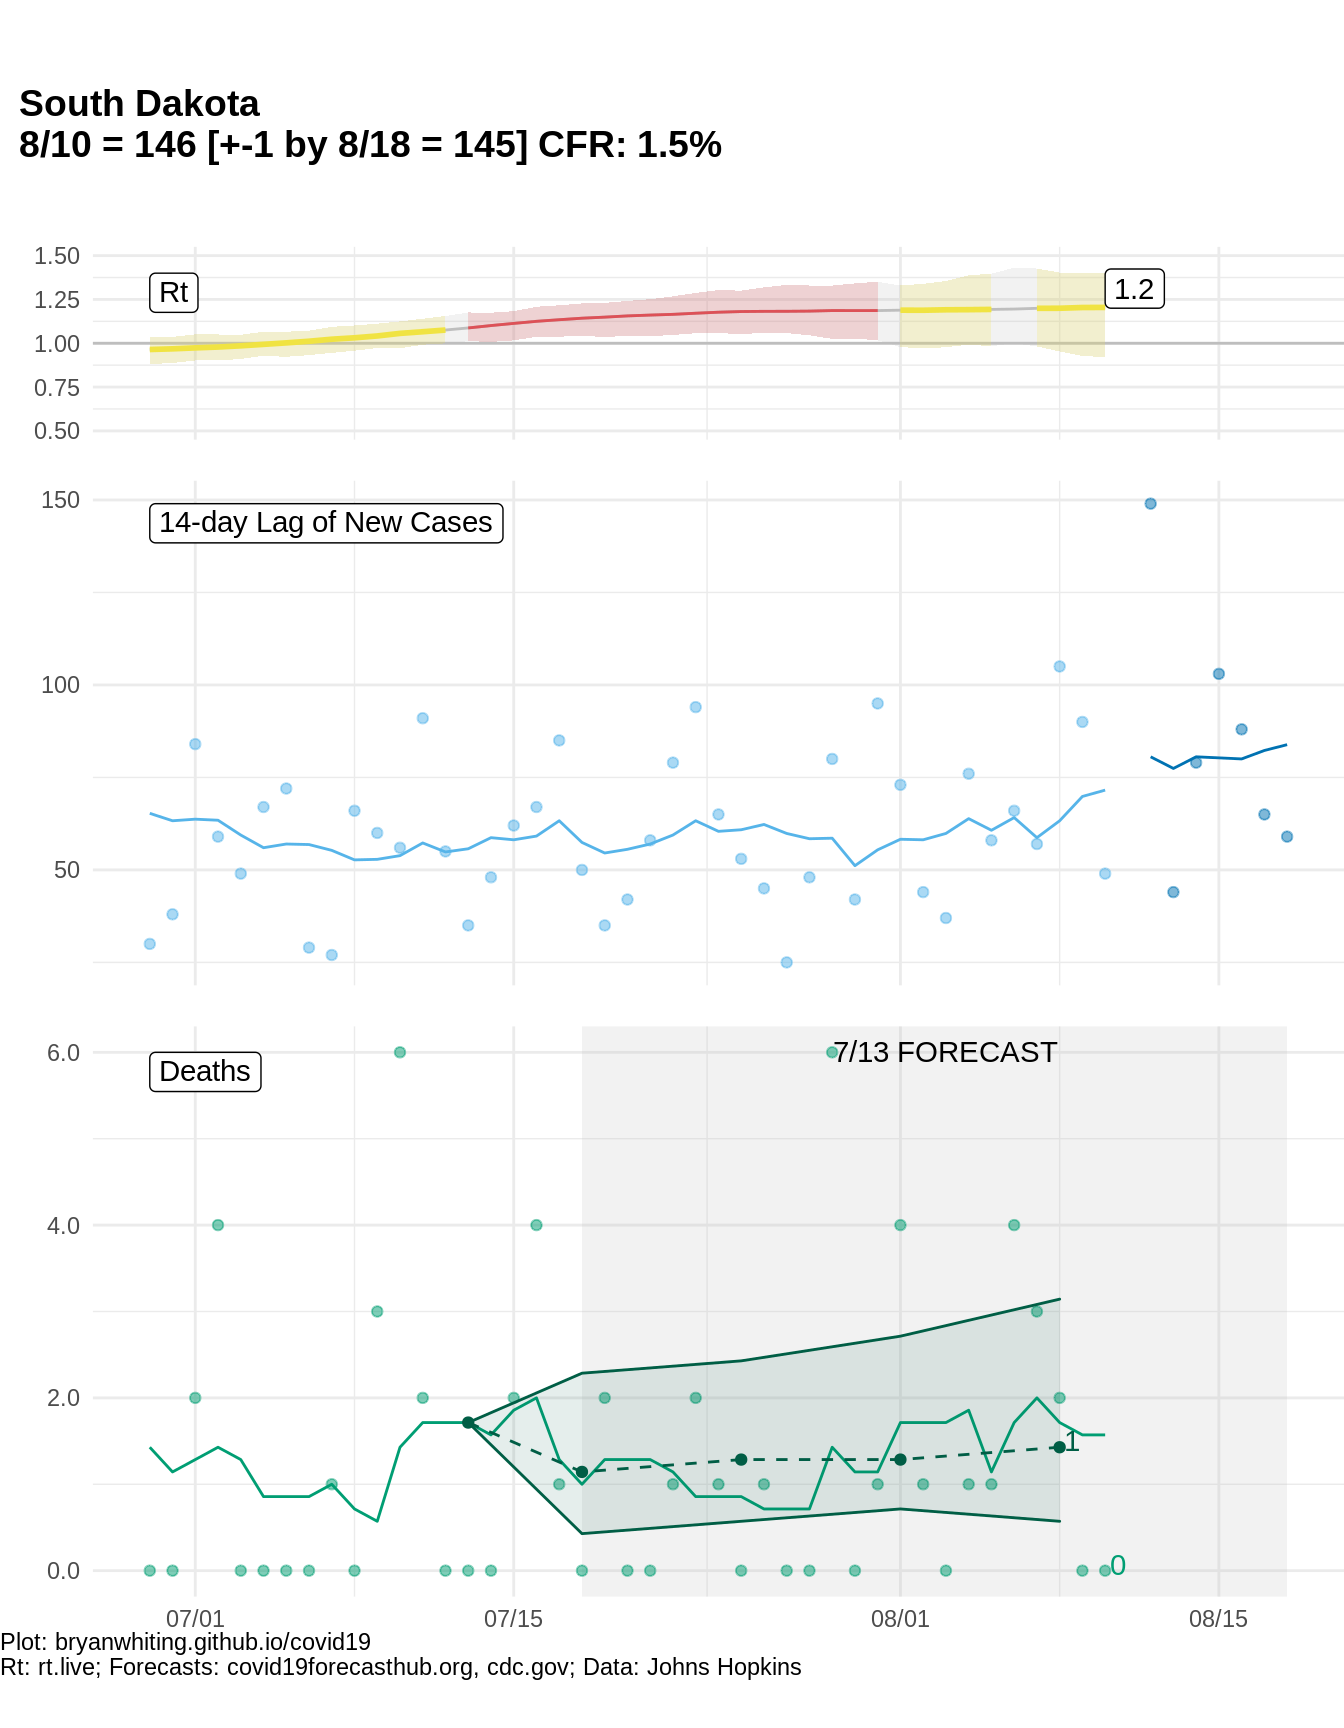 South Dakota
8/10 = 146 [+-1 by 8/18 = 145] CFR: 1.5%
1.50
1.25
1.00
0.75
0.50
Rt
1.2
150
100
50
14-day Lag of New Cases
6.0
4.0
2.0
0.0
Deaths
7/13 FORECAST
1
0
07/01
07/15
08/01
08/15
Plot: bryanwhiting.github.io/covid19
Rt: rt.live; Forecasts: covid19forecasthub.org, cdc.gov; Data: Johns Hopkins